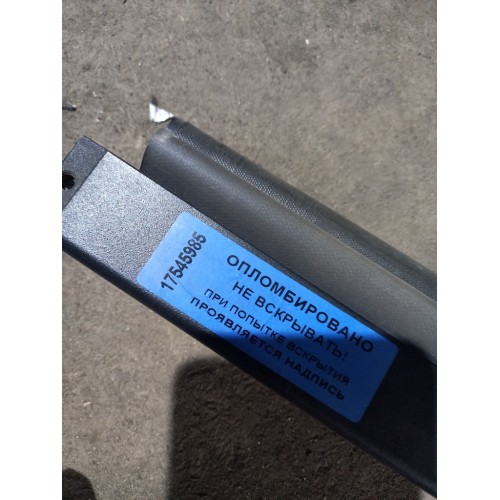 17545985
ОПЛОМБИРОВАНО
НЕ ВСКРЫВАТЬ!
ПРИ ПОПЫТКЕ ВСКРЫТИЯ
ПРОЯВЛЯЕТСЯ НАДПИСЬ